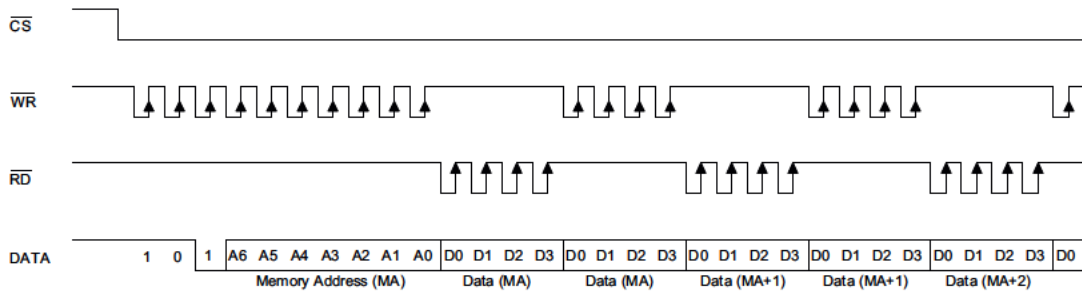 CS
WR
RD
DATA 1 0 1 A6 A5 A4 A3 A2 A1 A0 D0 D1 D2 D3 D0 D1 D2 D3 D0 D1 D2 D3 D0 D1 D2 D3 D0 D1 D2 D3 D0
Memory Address (MA) Data (MA) Data (MA) Data (MA+1) Data (MA+1) Data (MA+2)